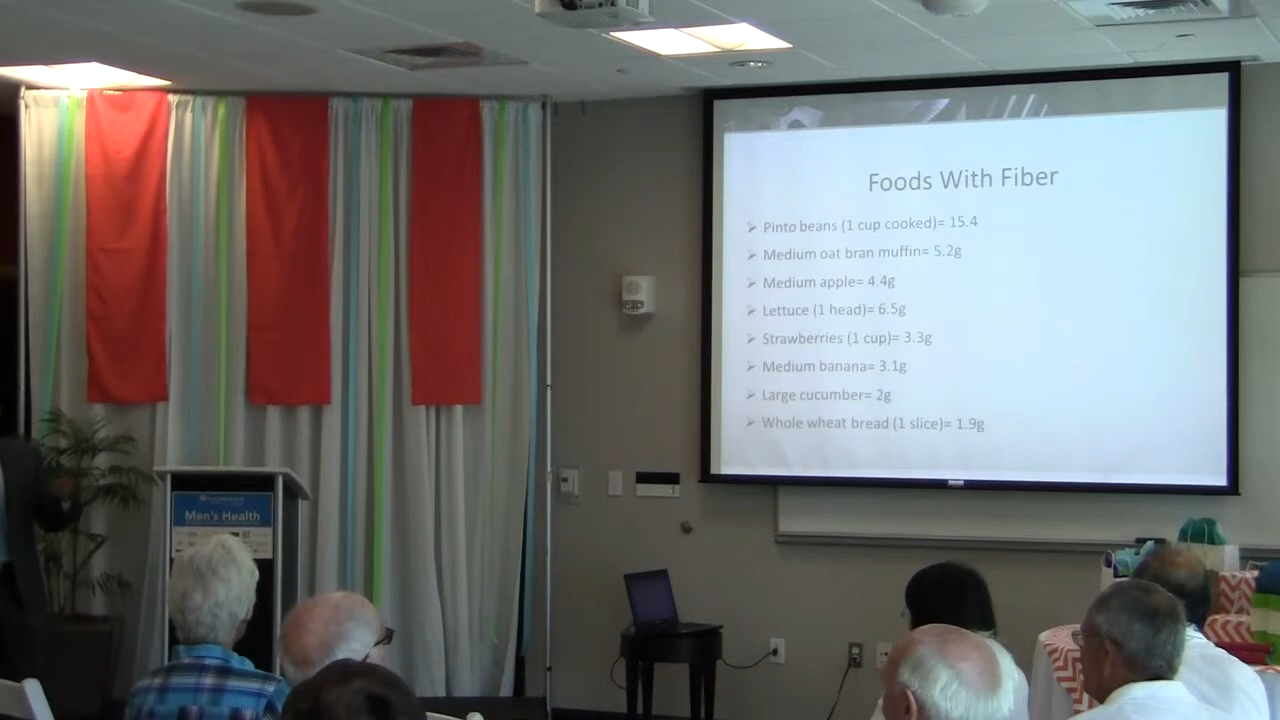 Foods With Fiber
➢ Pinto beans (1 cup cooked)= 15.4
➢ Medium oat bran muffin= 5.2g
➢ Medium apple= 4.4g
➢ Lettuce (1 head)= 6.5g
➢ Strawberries (1 cup)= 3.3g
➢ Medium banana= 3.1g
➢ Large cucumber= 2g
➢ Whole wheat bread (1 slice)= 1.9g
Men's Health